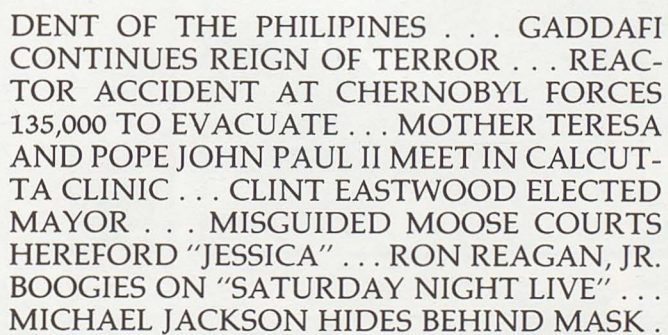 DENT OF THE PHILIPINES . . . GADDAFI
CONTINUES REIGN OF TERROR . . . REAC-
TOR ACCIDENT AT CHERNOBYL FORCES
135,000 TO EVACUATE . . . MOTHER TERESA
AND POPE JOHN PAUL II MEET IN CALCUT-
TA CLINIC . . . CLINT EASTWOOD ELECTED
MAYOR . . . MISGUIDED MOOSE COURTS
HEREFORD "JESSICA" . . . RON REAGAN, JR.
BOOGIES ON "SATURDAY NIGHT LIVE" . . .
MICHAEL JACKSON HIDES BEHIND MASK